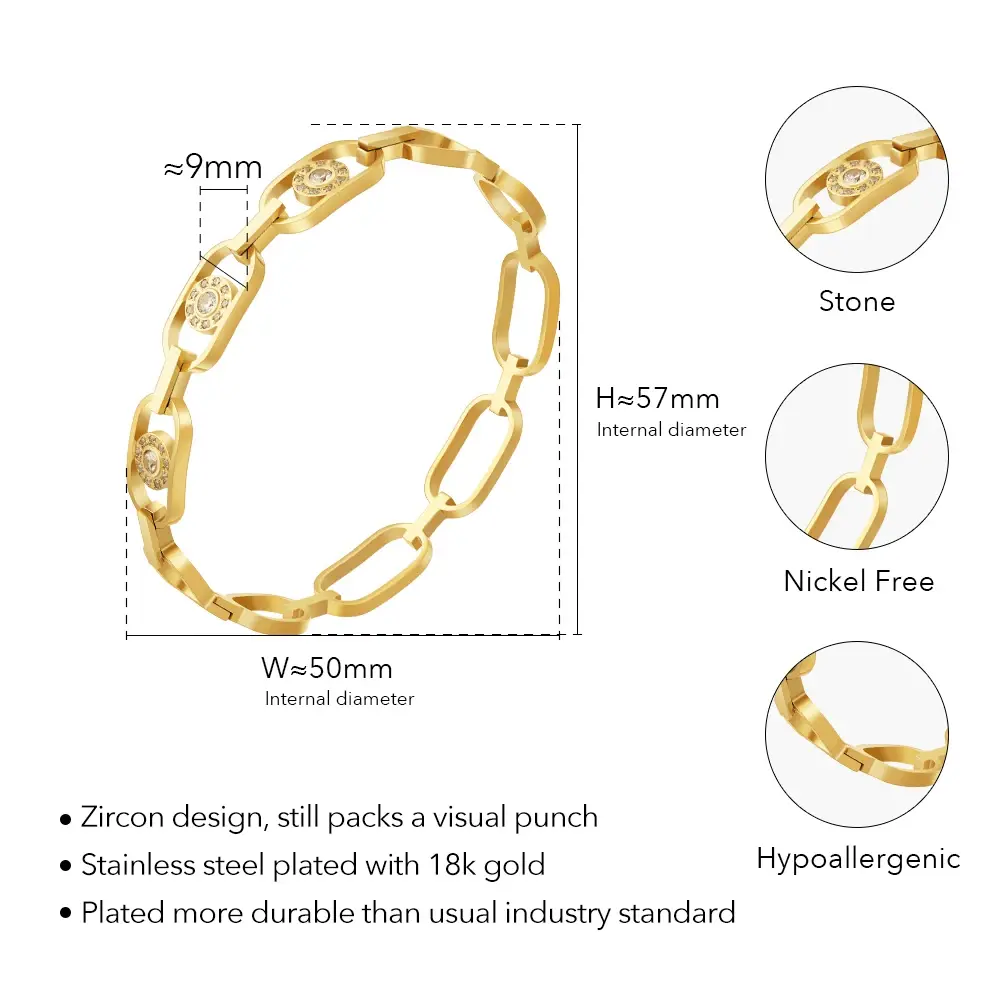 ≈9mm
H≈57mm
Internal diameter
W≈50mm
Internal diameter
Stone
Nickel Free
Hypoallergenic
• Zircon design, still packs a visual punch
• Stainless steel plated with 18k gold
• Plated more durable than usual industry standard